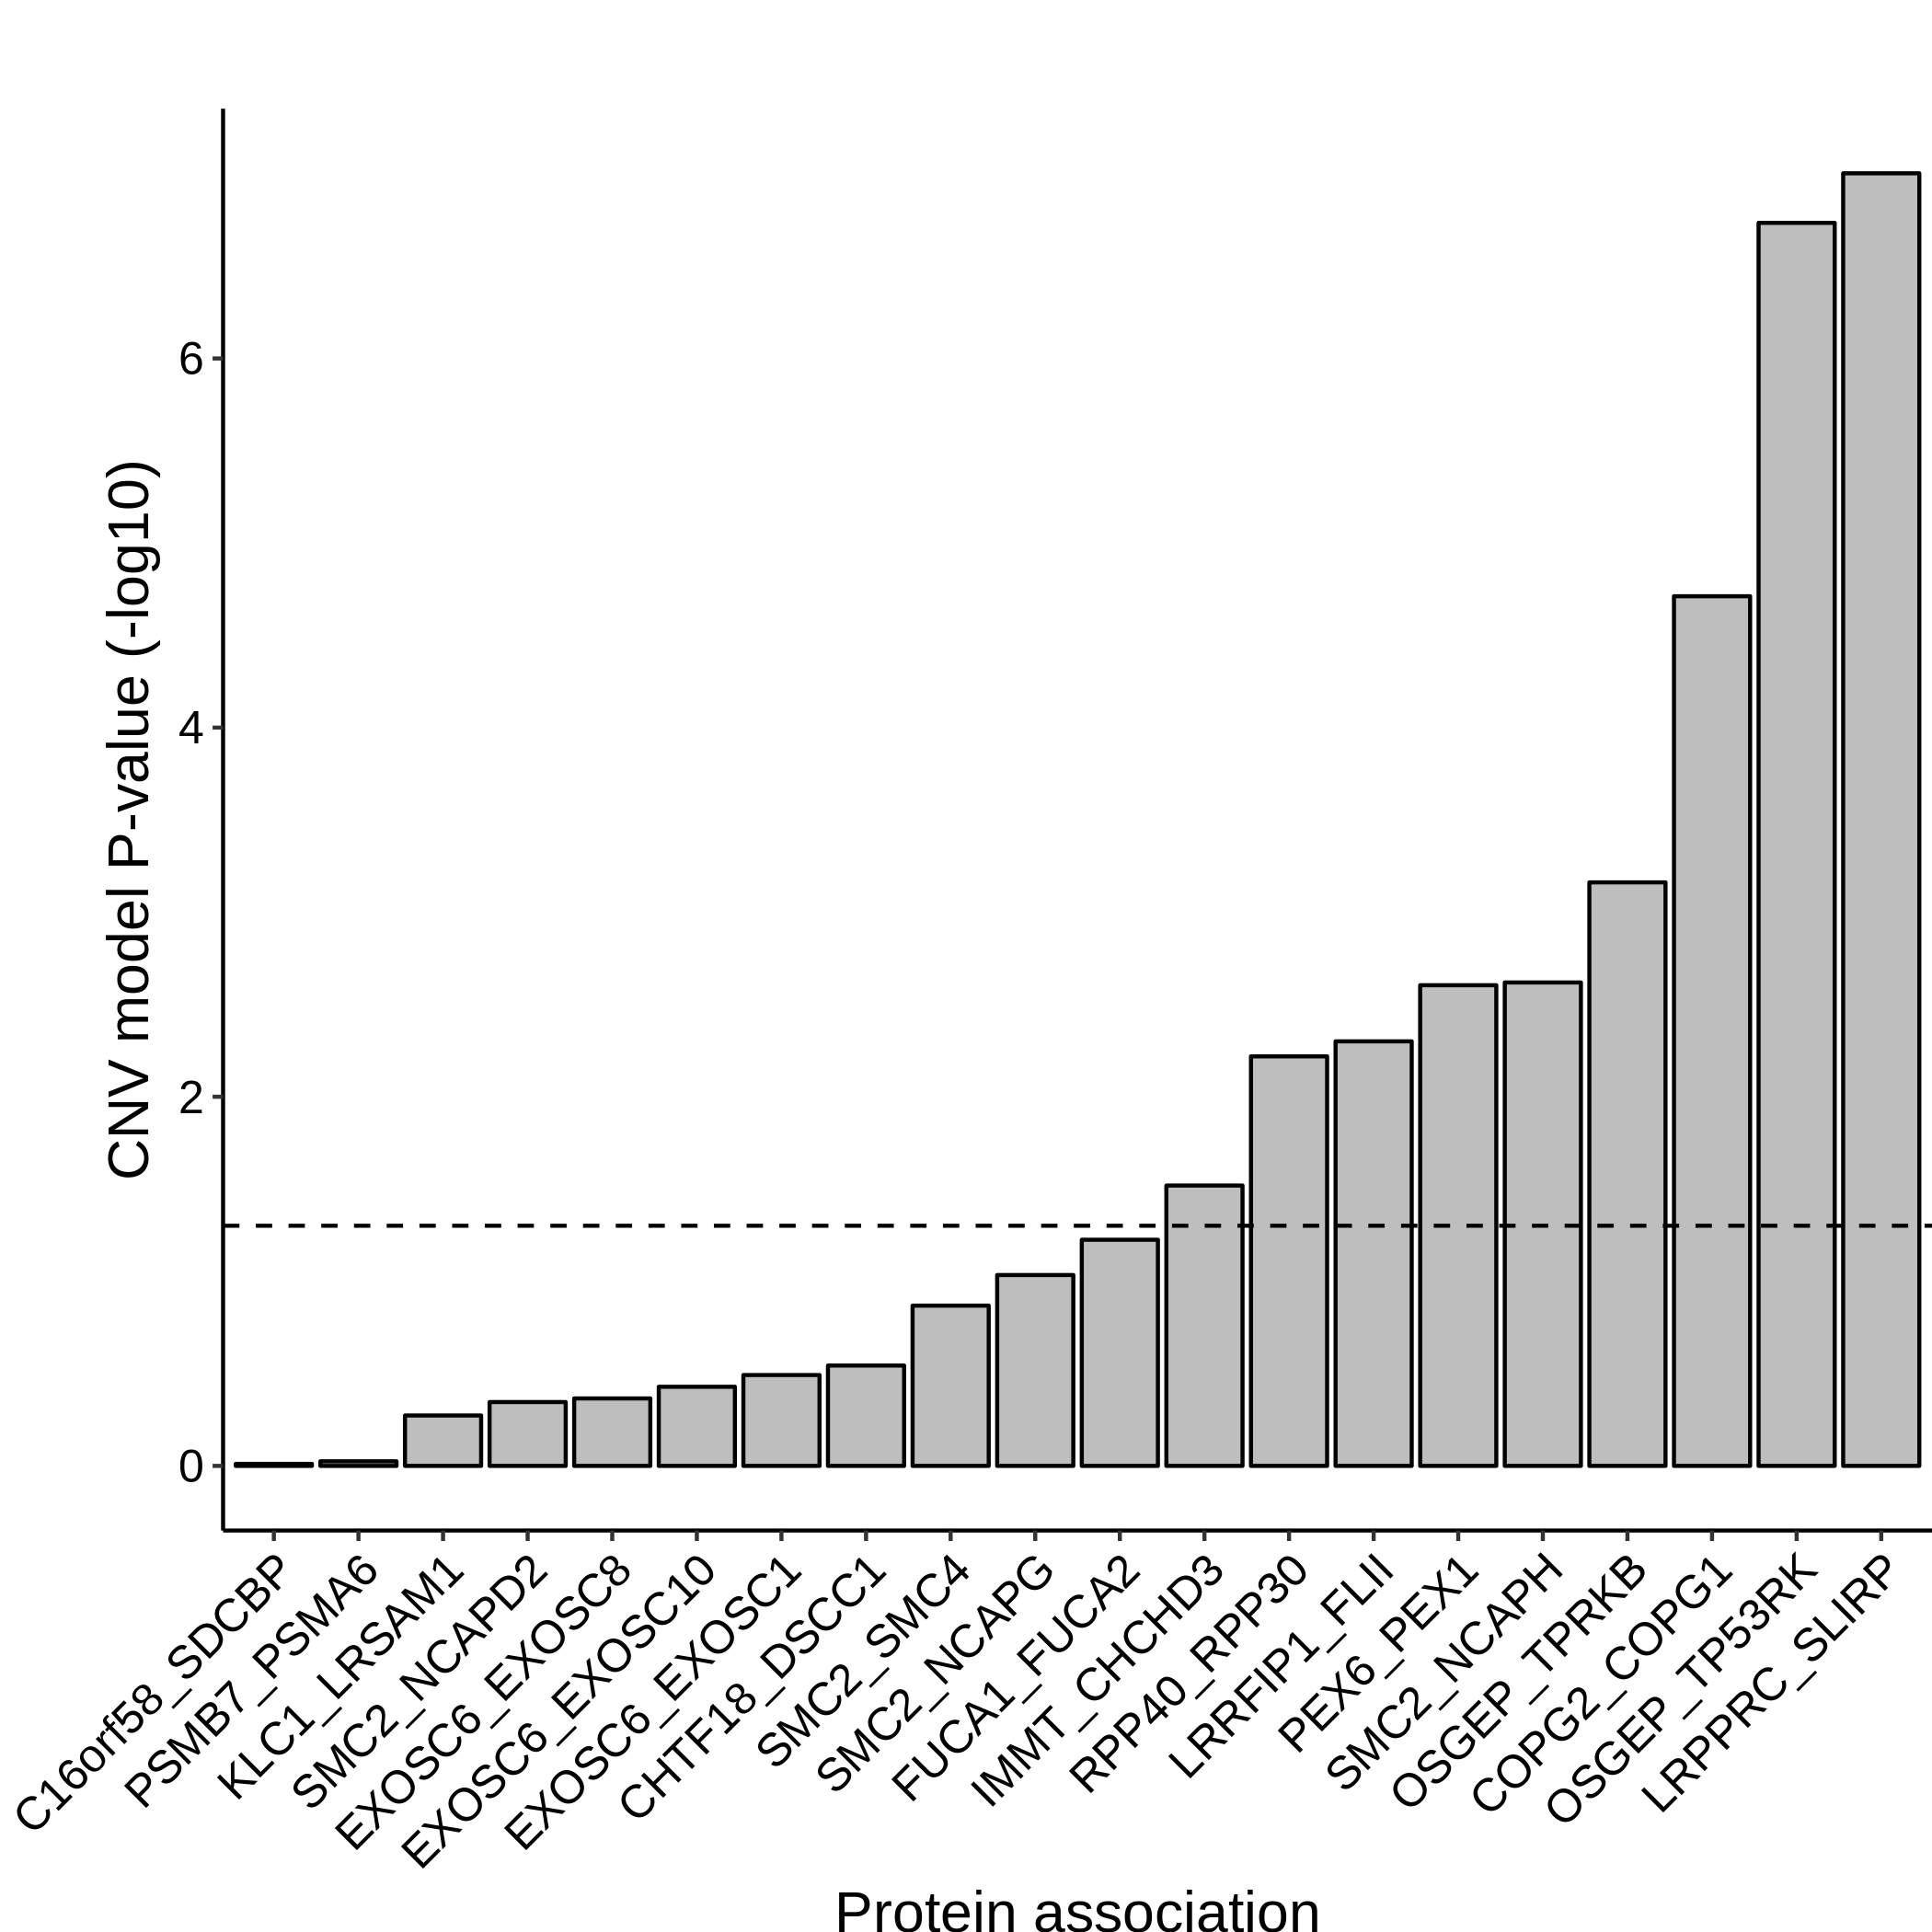 CNV model P-value (-log10)
6
4
2
0
C16orf58_SDCBP
PSMB7_PSMA6
KLC1_LRSAM1
SMC2_NCAPD2
EXOSC6_EXOSC8
EXOSC6_EXOSC10
EXOSC6_EXOSC1
CHTF18_DSCC1
SMC2_SMC4
SMC2_NCAPG
FUCA1_FUCA2
IMMT_CHCHD3
RPP40_RPP30
LRRFIP1_FLII
PEX6_PEX1
SMC2_NCAPH
OSGEP_TPRKB
COPG2_COPG1
OSGEP_TP53RK
LRPPRC_SLIRP
Protein association